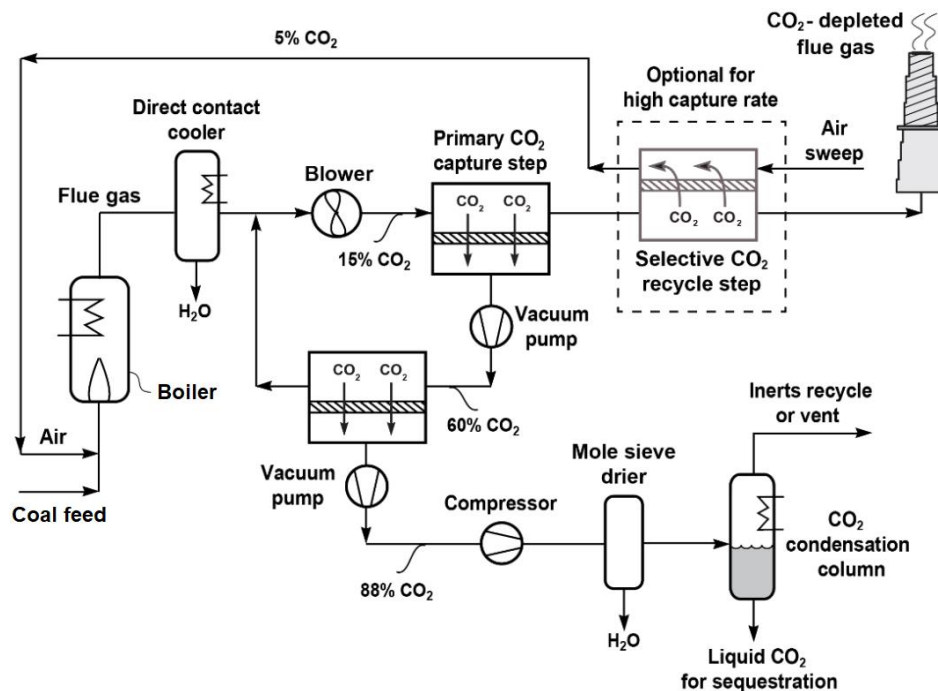 5% CO₂
CO₂- depleted
flue gas
Optional for
high capture rate
Direct contact
cooler
Primary CO₂
capture step
Air
sweep
Blower
Flue gas
CO₂ CO₂
CO₂ CO₂
15% CO₂
Selective CO₂
recycle step
H₂O
Vacuum
pump
CO₂ CO₂
Boiler
60% CO₂
Inerts recycle
or vent
Air
Mole sieve
drier
Vacuum
pump
Compressor
Coal feed
CO₂
condensation
column
88% CO₂
H₂O
Liquid CO₂
for sequestration